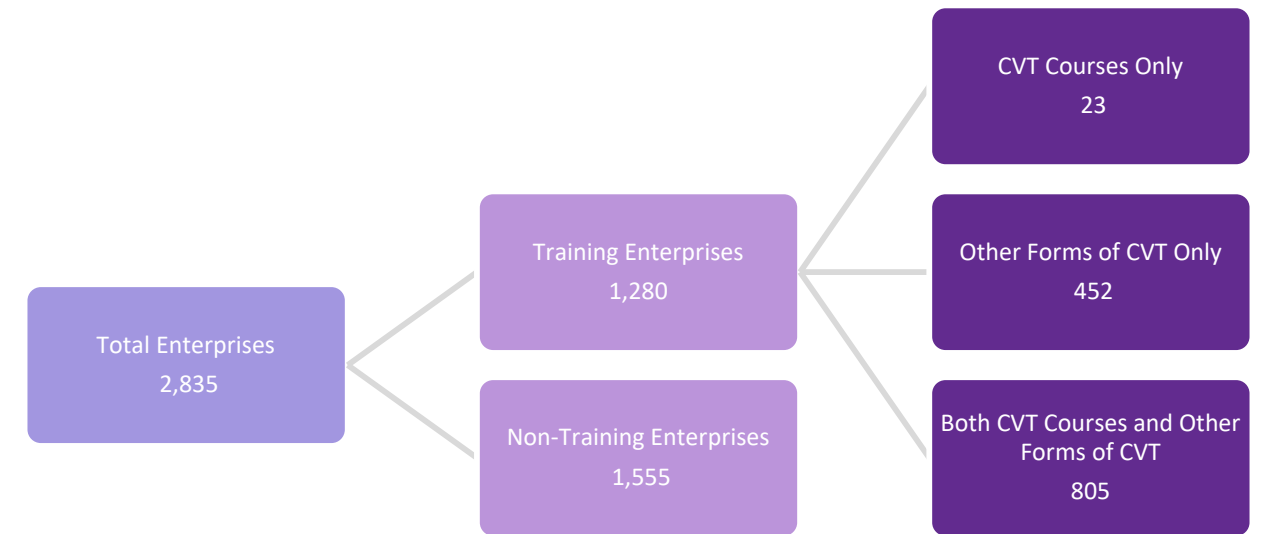 Total Enterprises
2,835
Training Enterprises
1,280
Non-Training Enterprises
1,555
CVT Courses Only
23
Other Forms of CVT Only
452
Both CVT Courses and Other
Forms of CVT
805